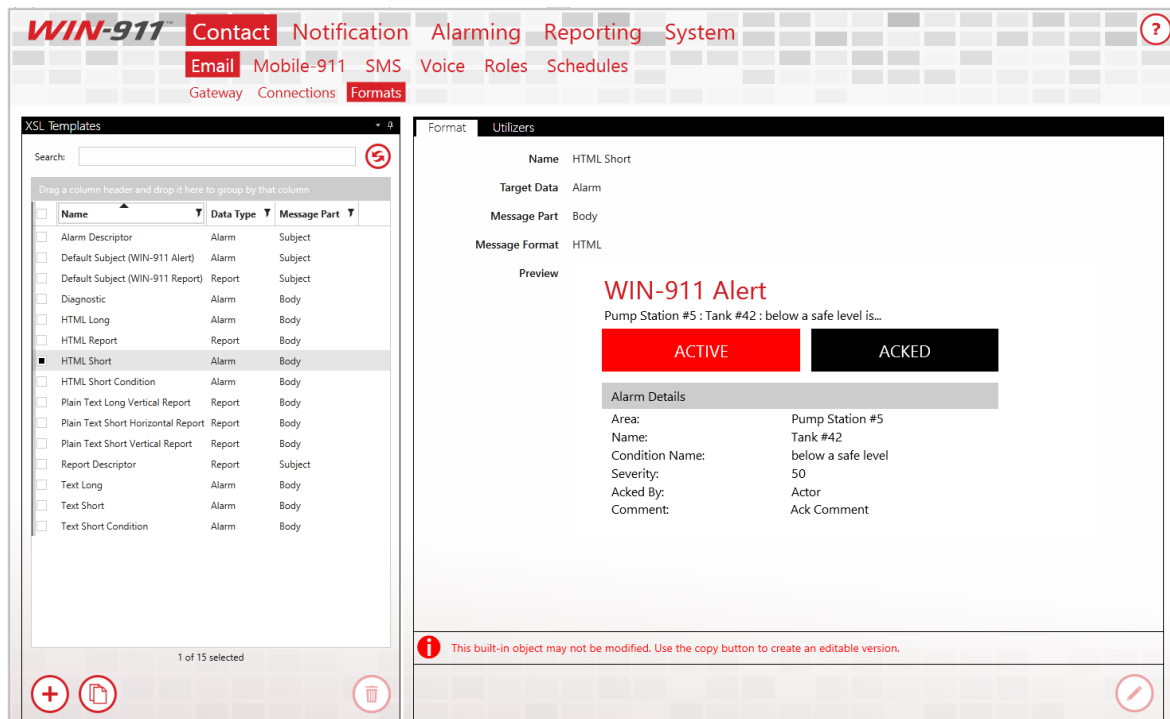 WIN-911™ Contact Notification Alarming Reporting System ?
Email Mobile-911 SMS Voice Roles Schedules
Gateway Connections Formats
XSL Templates
Search:
Drag a column header and drop it here to group by that column
Name Data Type Message Part
Alarm Descriptor Alarm Subject
Default Subject (WIN-911 Alert) Alarm Subject
Default Subject (WIN-911 Report) Report Subject
Diagnostic Alarm Body
HTML Long Alarm Body
HTML Report Report Body
HTML Short Alarm Body
HTML Short Condition Alarm Body
Plain Text Long Vertical Report Report Body
Plain Text Short Horizontal Report Report Body
Plain Text Short Vertical Report Report Body
Report Descriptor Report Subject
Text Long Alarm Body
Text Short Alarm Body
Text Short Condition Alarm Body
1 of 15 selected
Format Utilizers
Name HTML Short
Target Data Alarm
Message Part Body
Message Format HTML
Preview
WIN-911 Alert
Pump Station #5 : Tank #42 : below a safe level is...
ACTIVE ACKED
Alarm Details
Area: Pump Station #5
Name: Tank #42
Condition Name: below a safe level
Severity: 50
Acked By: Actor
Comment: Ack Comment
This built-in object may not be modified. Use the copy button to create an editable version.